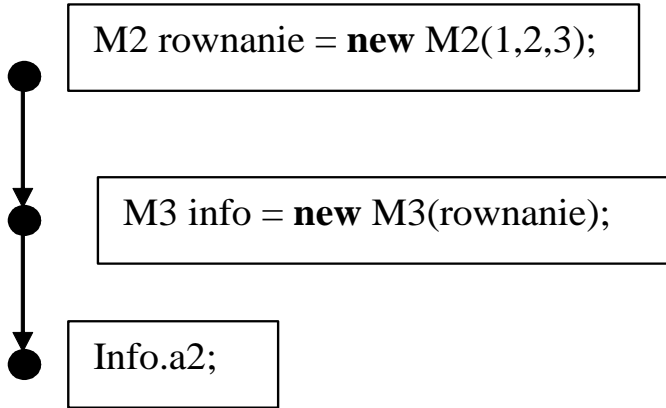 M2 rownanie = new M2(1,2,3);
M3 info = new M3(rownanie);
Info.a2;